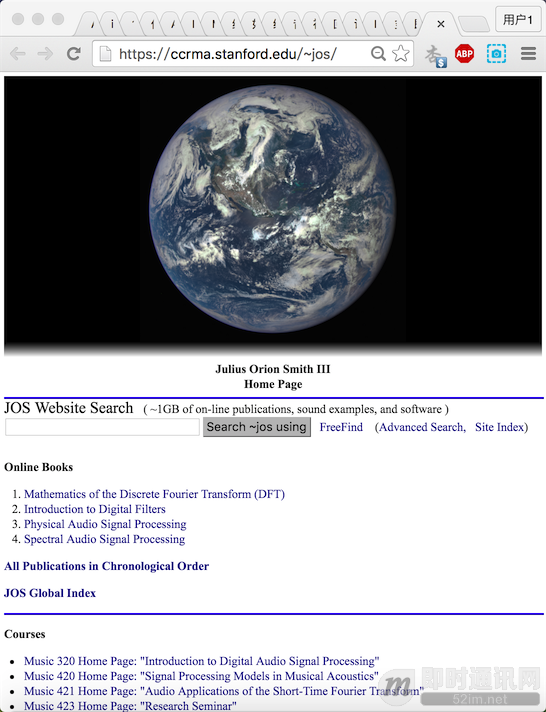 用户1
https://ccrma.stanford.edu/~jos/
ABP
Julius Orion Smith III
Home Page
JOS Website Search ( ~1GB of on-line publications, sound examples, and software )
Search ~jos using FreeFind (Advanced Search, Site Index)
Online Books
1. Mathematics of the Discrete Fourier Transform (DFT)
2. Introduction to Digital Filters
3. Physical Audio Signal Processing
4. Spectral Audio Signal Processing
All Publications in Chronological Order
JOS Global Index
Courses
• Music 320 Home Page: "Introduction to Digital Audio Signal Processing"
• Music 420 Home Page: "Signal Processing Models in Musical Acoustics"
• Music 421 Home Page: "Audio Applications of the Short-Time Fourier Transform"
• Music 423 Home Page: "Research Seminar"
即时通讯网
52im.net